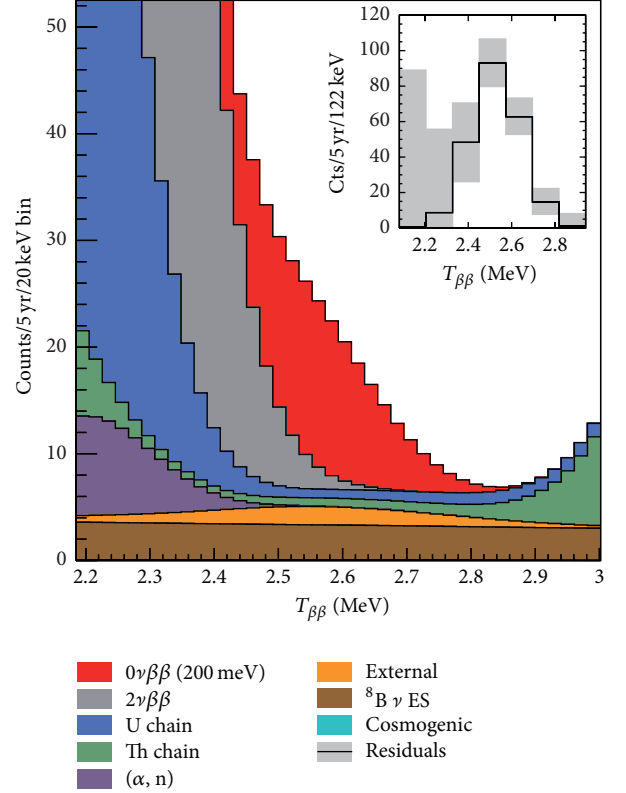 50
40
30
20
10
0
Counts/5 yr/20 keV bin
2.2 2.3 2.4 2.5 2.6 2.7 2.8 2.9 3
Tββ (MeV)
120
100
80
60
40
20
0
Cts/5 yr/122 keV
2.2 2.4 2.6 2.8
Tββ (MeV)
0νββ (200 meV)
2νββ
U chain
Th chain
(α, n)
External
⁸B ν ES
Cosmogenic
Residuals